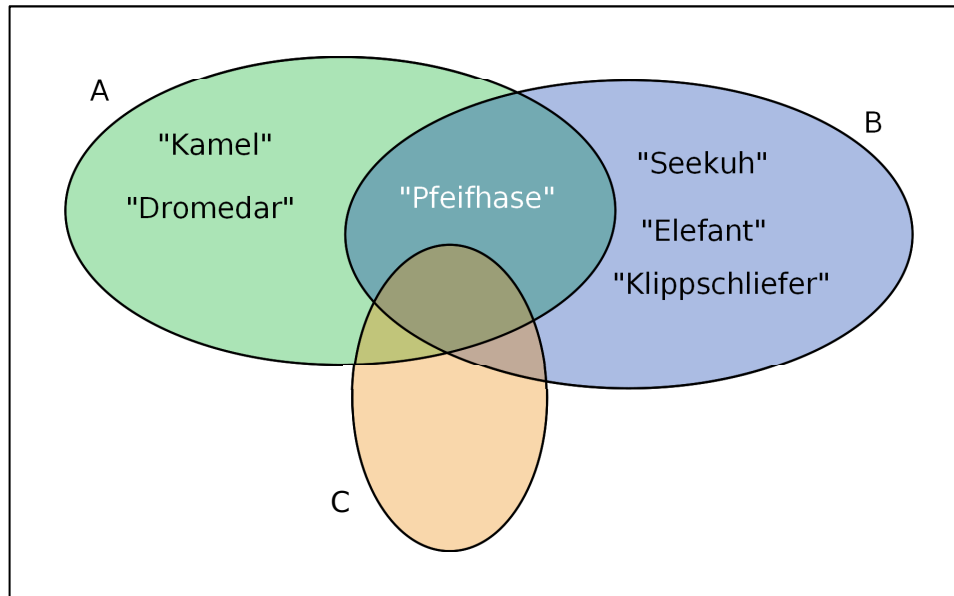 A
B
"Kamel"
"Seekuh"
"Pfeifhase"
"Dromedar"
"Elefant"
"Klippschliefer"
C